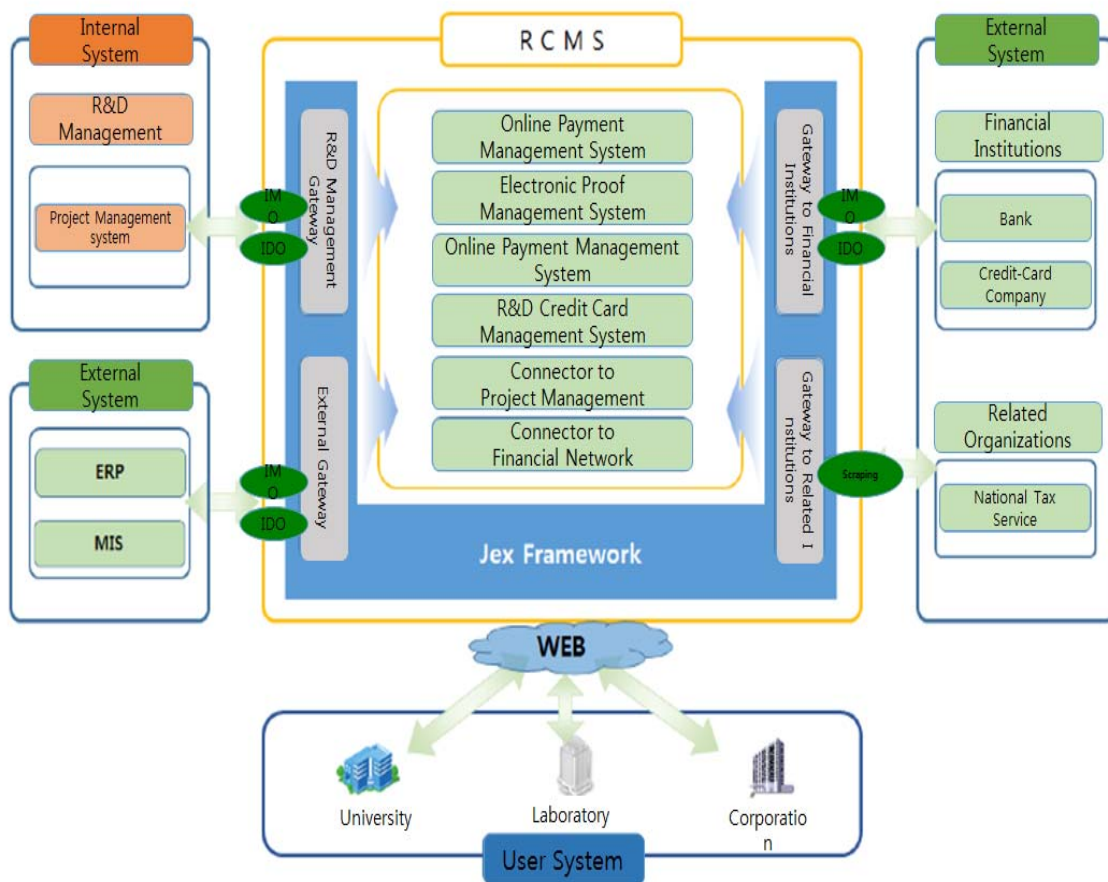 Internal
System
R&D
Management
Project Management
system
External
System
ERP
MIS
RCMS
R&D Management
Gateway
External Gateway
IM
O
IDO
IM
O
IDO
Online Payment
Management System
Electronic Proof
Management System
Online Payment Management
System
R&D Credit Card
Management System
Connector to
Project Management
Connector to
Financial Network
Gateway to Financial
Institutions
Gateway to Related I
nstitutions
IM
O
IDO
Scraping
Jex Framework
External
System
Financial
Institutions
Bank
Credit-Card
Company
Related
Organizations
National Tax
Service
WEB
University
Laboratory
Corporatio
n
User System